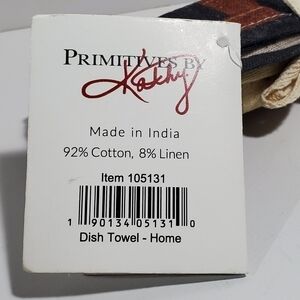 PRIMITIVES BY
Kathy
Made in India
92% Cotton, 8% Linen
Item 105131
1 90134 05131 0
Dish Towel - Home